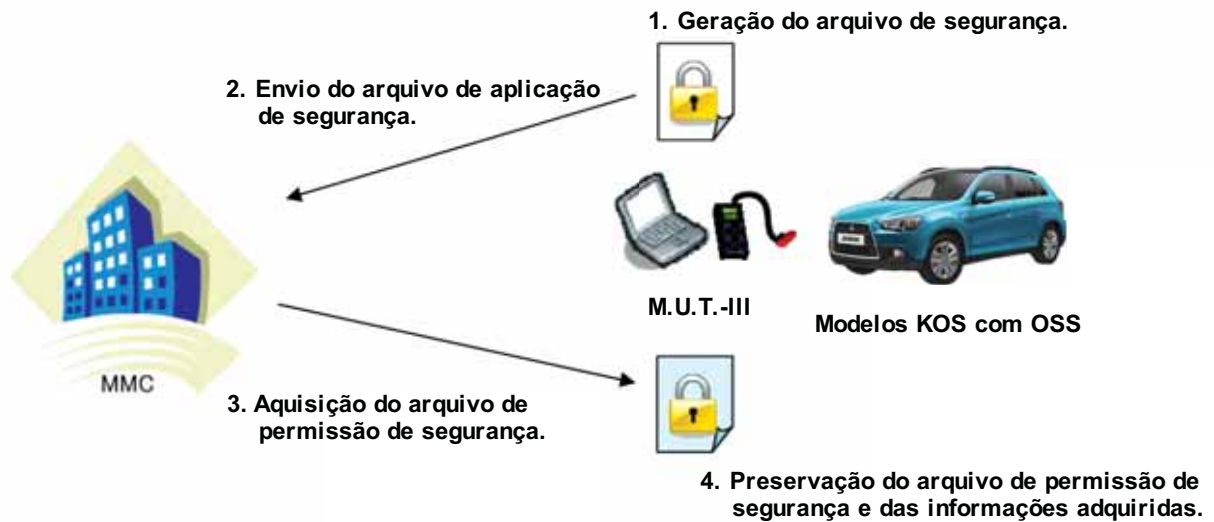 1. Geração do arquivo de segurança.
2. Envio do arquivo de aplicação
de segurança.
M.U.T.-III
Modelos KOS com OSS
MMC
3. Aquisição do arquivo de
permissão de segurança.
4. Preservação do arquivo de permissão de
segurança e das informações adquiridas.